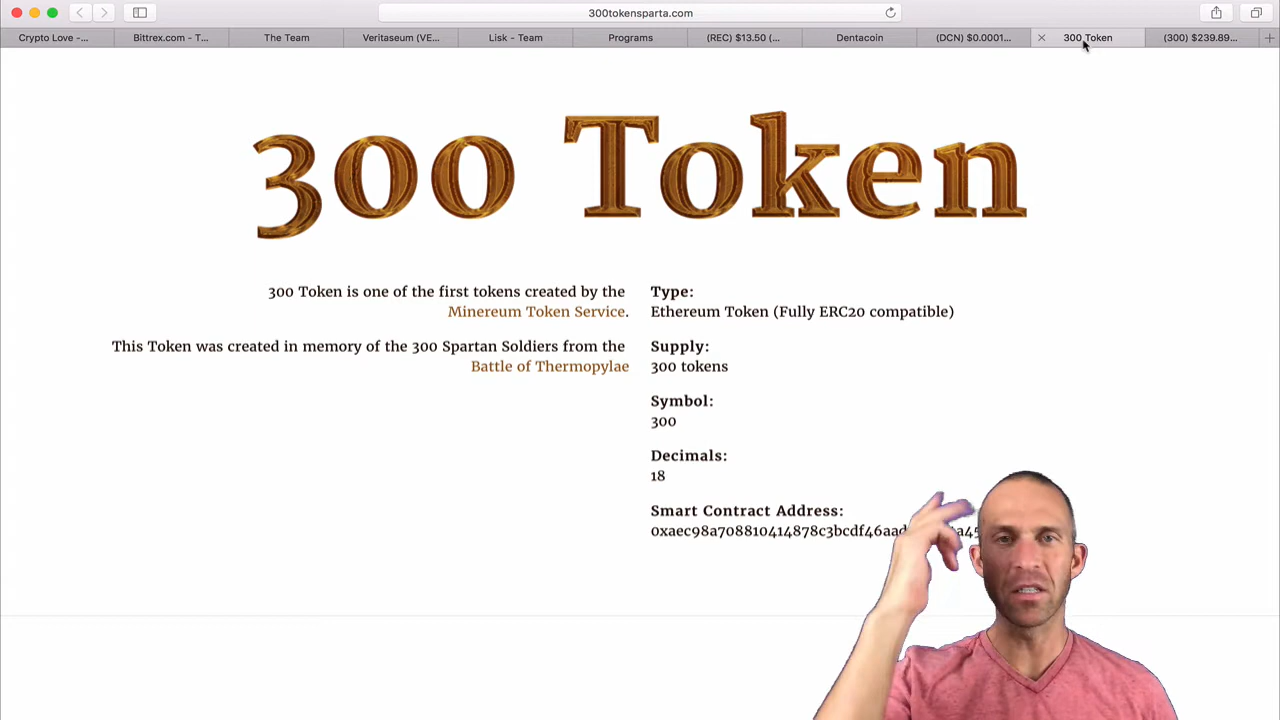 300tokensparta.com
Crypto Love -...
Bittrex.com - T...
The Team
Veritaseum (VE...
Lisk - Team
Programs
(REC) $13.50 (...
Dentacoin
(DCN) $0.0001...
300 Token
(300) $239.89...
300 Token
300 Token is one of the first tokens created by the
Minereum Token Service.
This Token was created in memory of the 300 Spartan Soldiers from the
Battle of Thermopylae
Type:
Ethereum Token (Fully ERC20 compatible)
Supply:
300 tokens
Symbol:
300
Decimals:
18
Smart Contract Address: